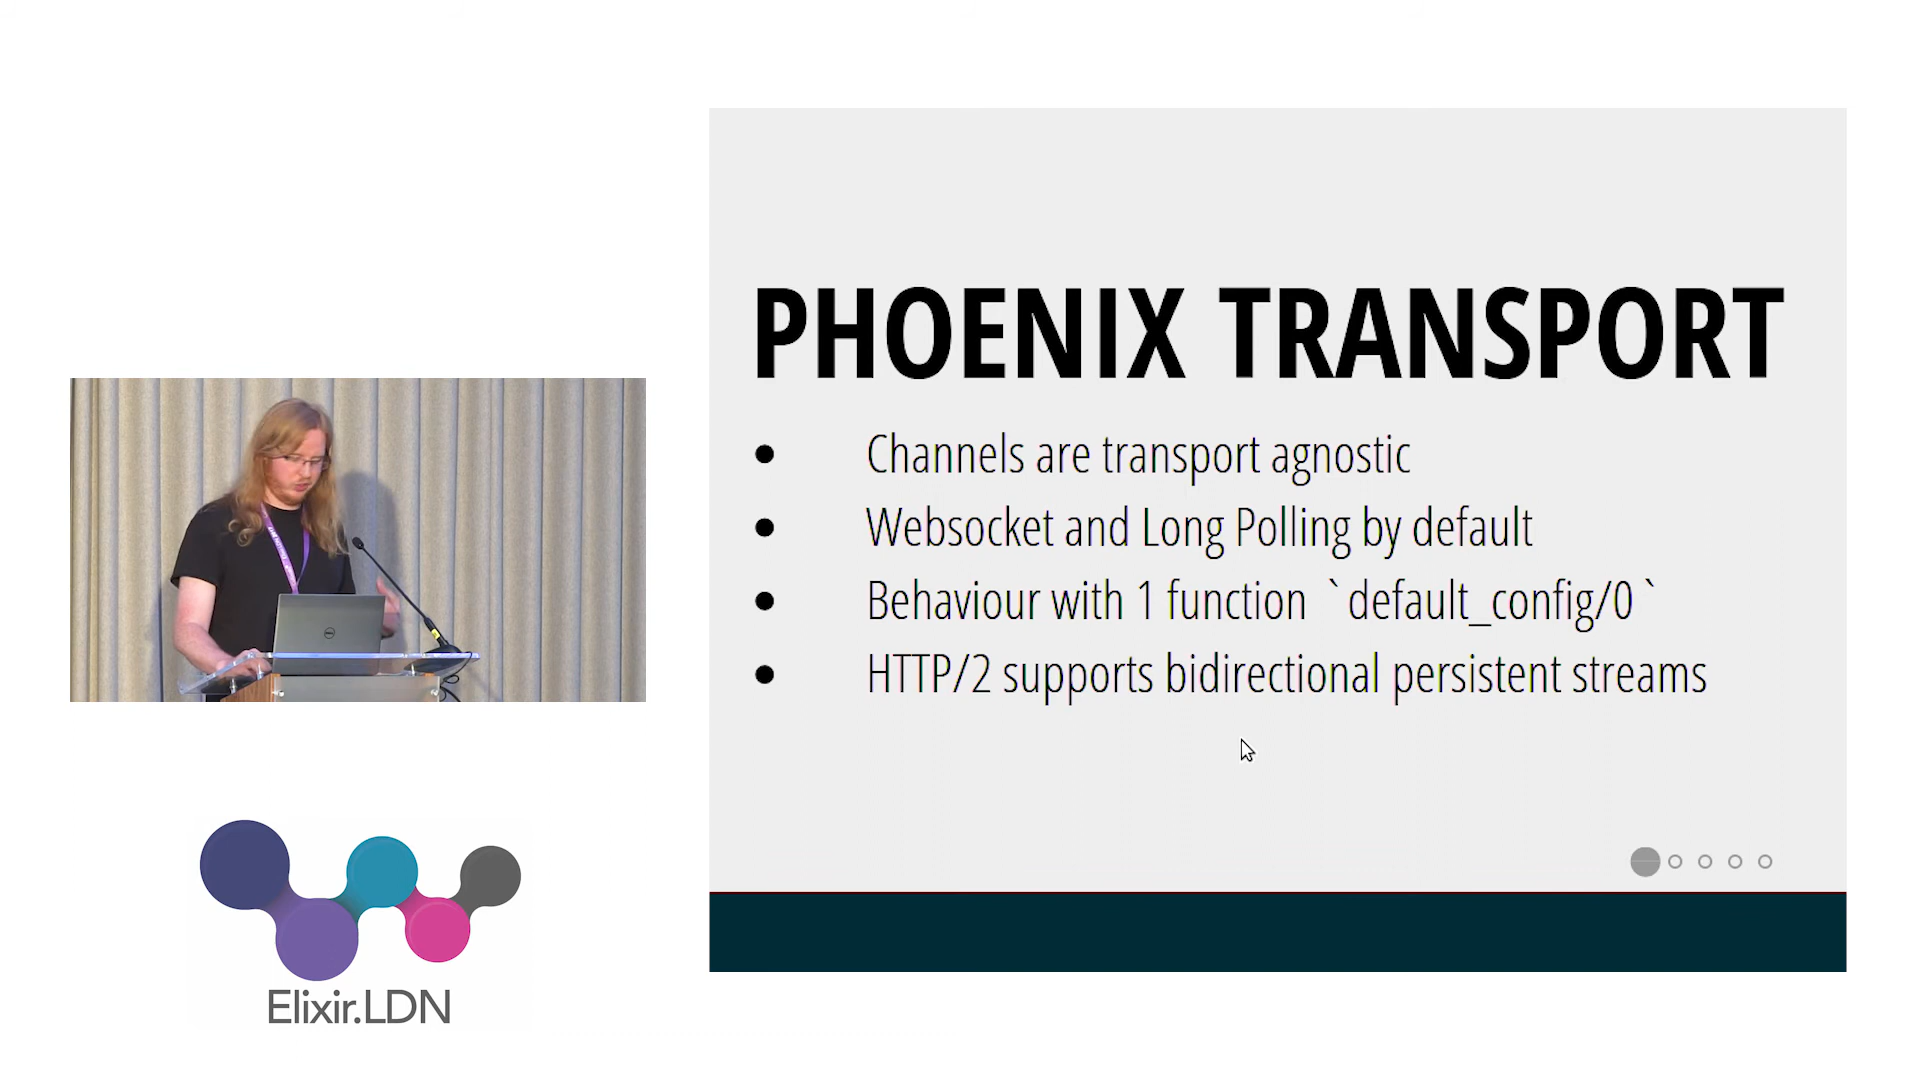 PHOENIX TRANSPORT
● Channels are transport agnostic
● Websocket and Long Polling by default
● Behaviour with 1 function `default_config/0`
● HTTP/2 supports bidirectional persistent streams
Elixir.LDN